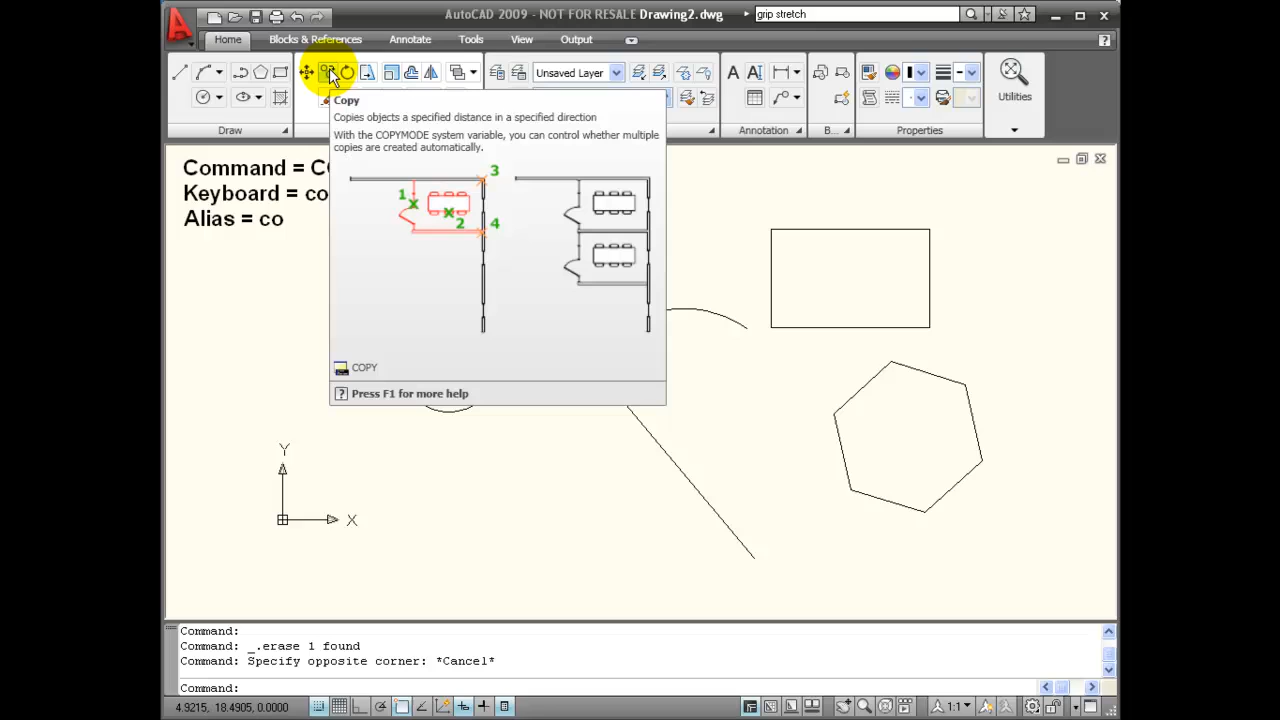 AutoCAD 2009 - NOT FOR RESALE Drawing2.dwg
grip stretch
Home Blocks & References Annotate Tools View Output
Unsaved Layer
Utilities
Draw
Annotation
B...
Properties
Command = CO
Keyboard = co
Alias = co
Copy
Copies objects a specified distance in a specified direction
With the COPYMODE system variable, you can control whether multiple
copies are created automatically.
3
1
2
4
COPY
Press F1 for more help
Y
X
Command:
Command: _.erase 1 found
Command: Specify opposite corner: *Cancel*
Command:
4.9215, 18.4905, 0.0000
1:1